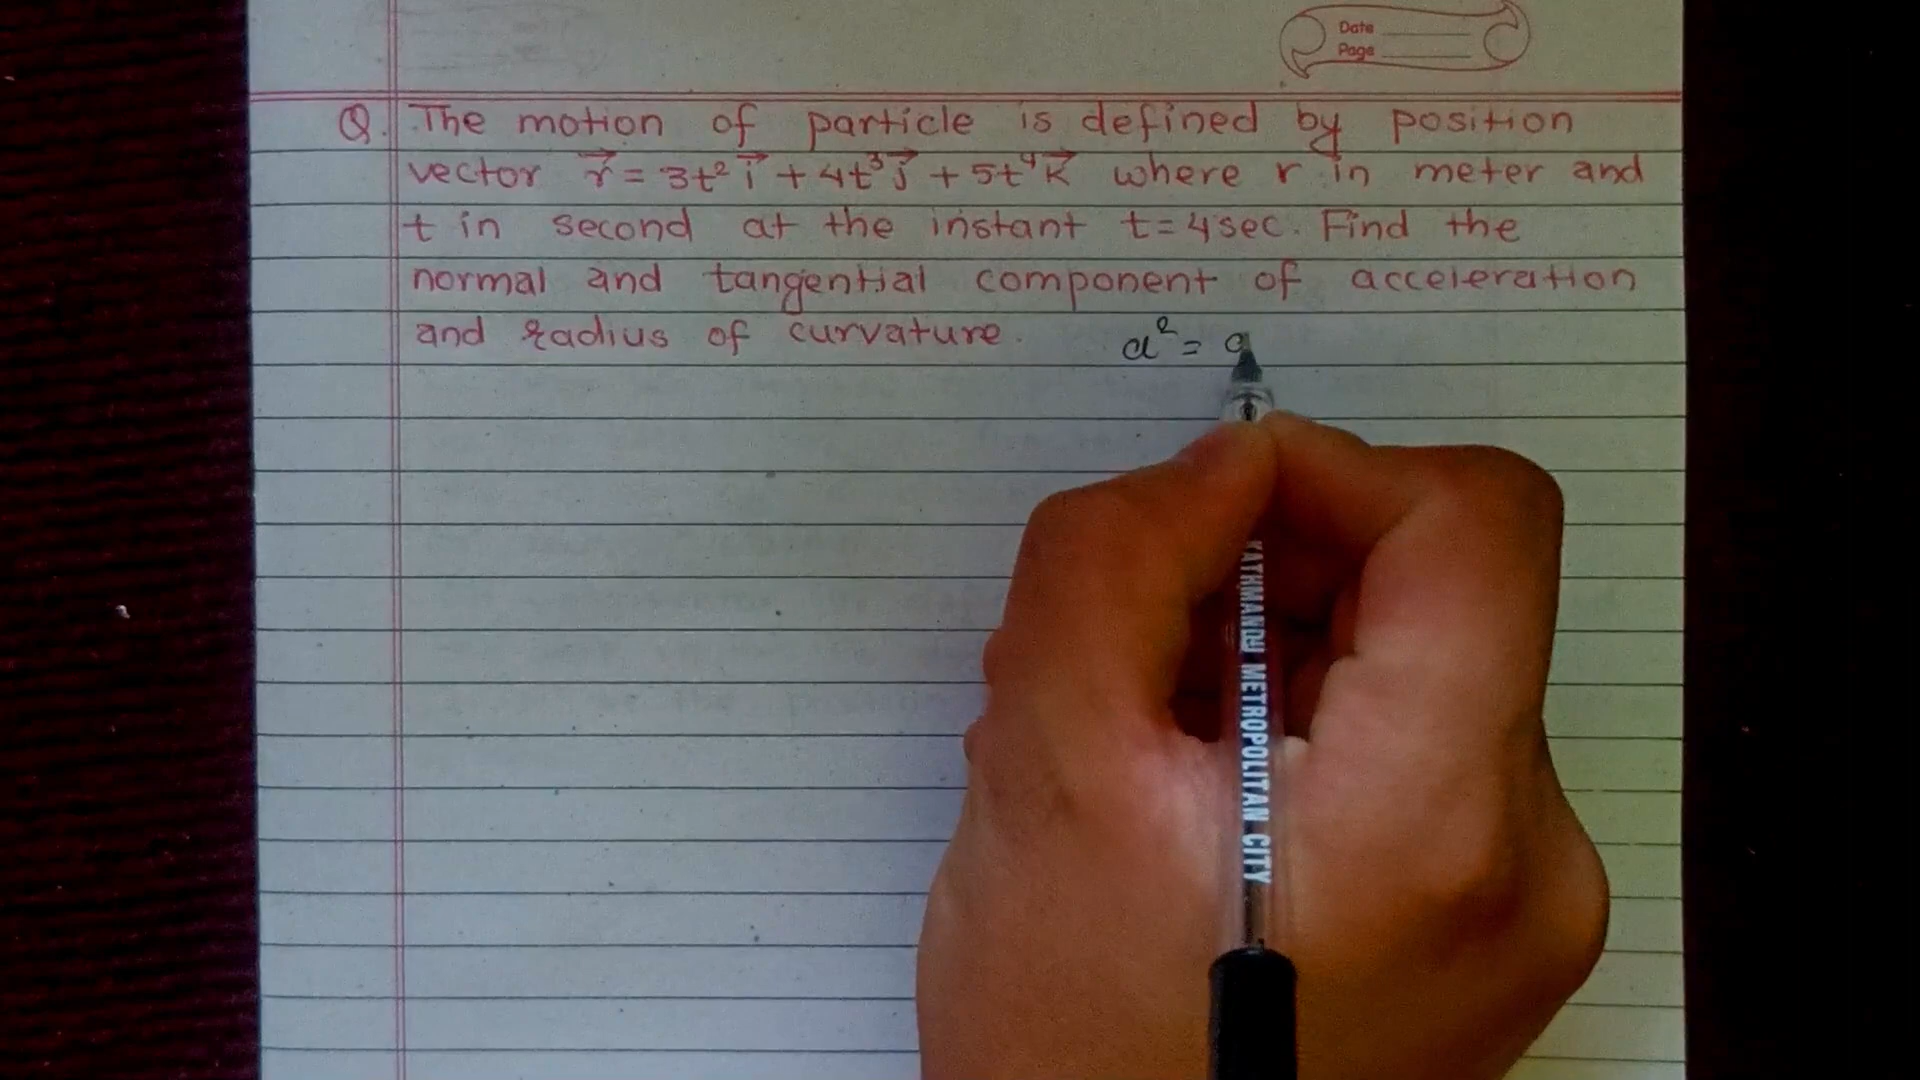 Date
Page
Q. The motion of particle is defined by position
vector r⃗ = 3t² i⃗ + 4t³ j⃗ + 5t⁴ k⃗ where r in meter and
t in second at the instant t=4sec. Find the
normal and tangential component of acceleration
and radius of curvature. a² = a
KATHMANDU METROPOLITAN CITY